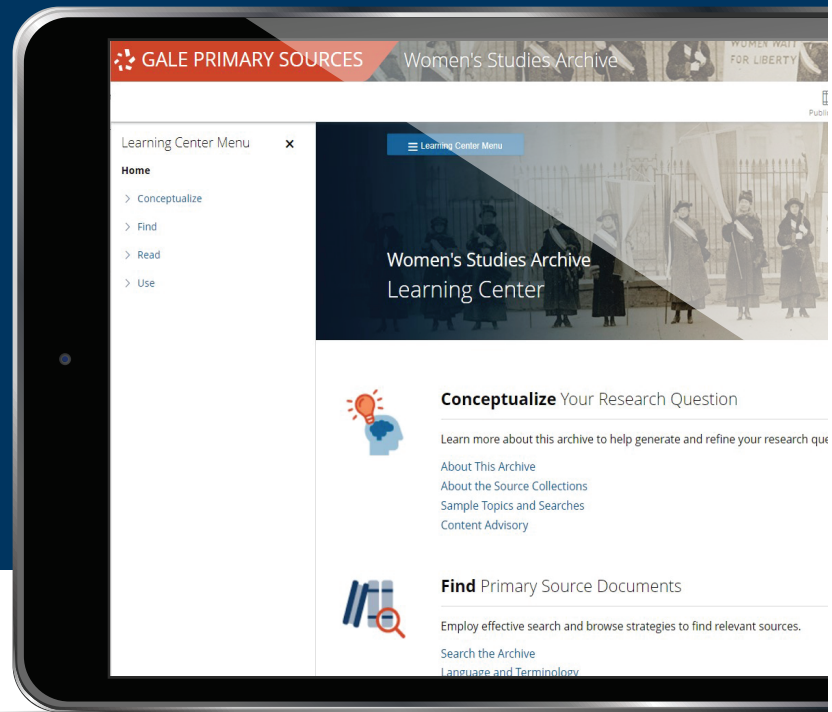 GALE PRIMARY SOURCES
Women's Studies Archive
WOMEN WAIT
FOR LIBERTY
Learning Center Menu ×
Home
Conceptualize
Find
Read
Use
Learning Center Menu
Women's Studies Archive
Learning Center
Conceptualize Your Research Question
Learn more about this archive to help generate and refine your research que
About This Archive
About the Source Collections
Sample Topics and Searches
Content Advisory
Find Primary Source Documents
Employ effective search and browse strategies to find relevant sources.
Search the Archive
Language and Terminology